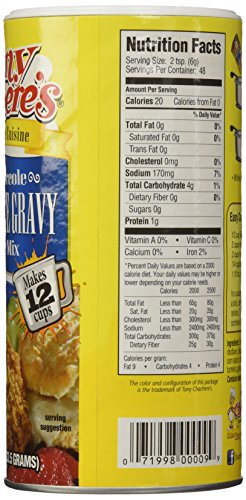 Cuisine
GRAVY
Mix
Makes
12
cups
serving
suggestion
.5 GRAMS)
Nutrition Facts
Serving Size: 2 tsp. (6g)
Servings Per Container: 48
Amount Per Serving
Calories 20 Calories from Fat 0
% Daily Value*
Total Fat 0g 0%
Saturated Fat 0g 0%
Trans Fat 0g
Cholesterol 0mg 0%
Sodium 170mg 7%
Total Carbohydrate 4g 1%
Dietary Fiber 0g 0%
Sugars 0g
Protein 1g
Vitamin A 0% • Vitamin C 0%
Calcium 0% • Iron 2%
*Percent Daily Values are based on a 2000
calorie diet. Your daily values may be higher
or lower depending on your calorie needs.
Calories 2000 2500
Total Fat Less than 65g 80g
Sat. Fat Less than 20g 25g
Cholesterol Less than 300mg 300mg
Sodium Less than 2400mg 2400mg
Total Carbohydrate 300g 375g
Dietary Fiber 25g 30g
Calories per gram:
Fat 9 • Carbohydrates 4 • Protein 4
The color and configuration of this package
is the trademark of Tony Chachere's.
0 71998 00009 9